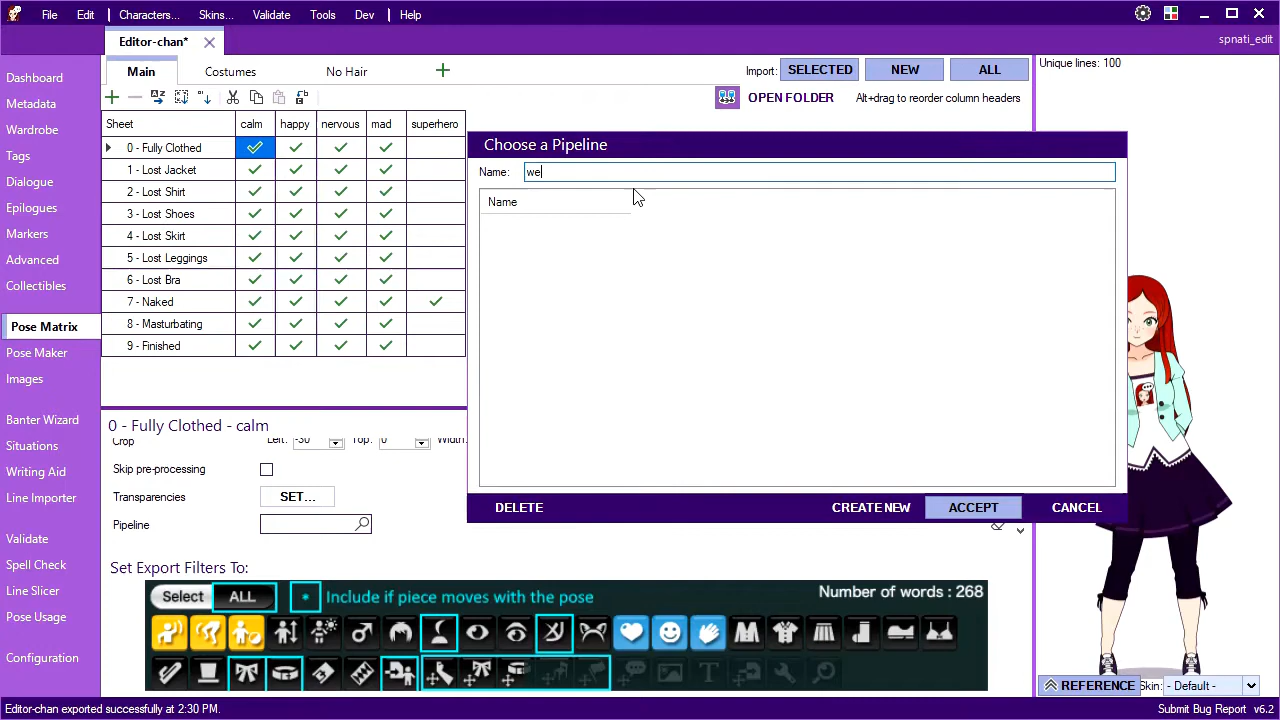 File Edit Characters... Skins... Validate Tools Dev Help
spnati_edit
Editor-chan*
Main Costumes No Hair Import: SELECTED NEW ALL
OPEN FOLDER Alt+drag to reorder column headers
Unique lines: 100
Dashboard
Metadata
Wardrobe
Tags
Dialogue
Epilogues
Markers
Advanced
Collectibles
Pose Matrix
Pose Maker
Images
Banter Wizard
Situations
Writing Aid
Line Importer
Validate
Spell Check
Line Slicer
Pose Usage
Configuration
Sheet calm happy nervous mad superhero
0 - Fully Clothed
1 - Lost Jacket
2 - Lost Shirt
3 - Lost Shoes
4 - Lost Skirt
5 - Lost Leggings
6 - Lost Bra
7 - Naked
8 - Masturbating
9 - Finished
Choose a Pipeline
Name: we
Name
DELETE CREATE NEW ACCEPT CANCEL
0 - Fully Clothed - calm
Crop Left: -30 Top: 0 Width:
Skip pre-processing
Transparencies SET...
Pipeline
Set Export Filters To:
Select ALL * Include if piece moves with the pose Number of words : 268
REFERENCE Skin: - Default -
Editor-chan exported successfully at 2:30 PM. Submit Bug Report v6.2